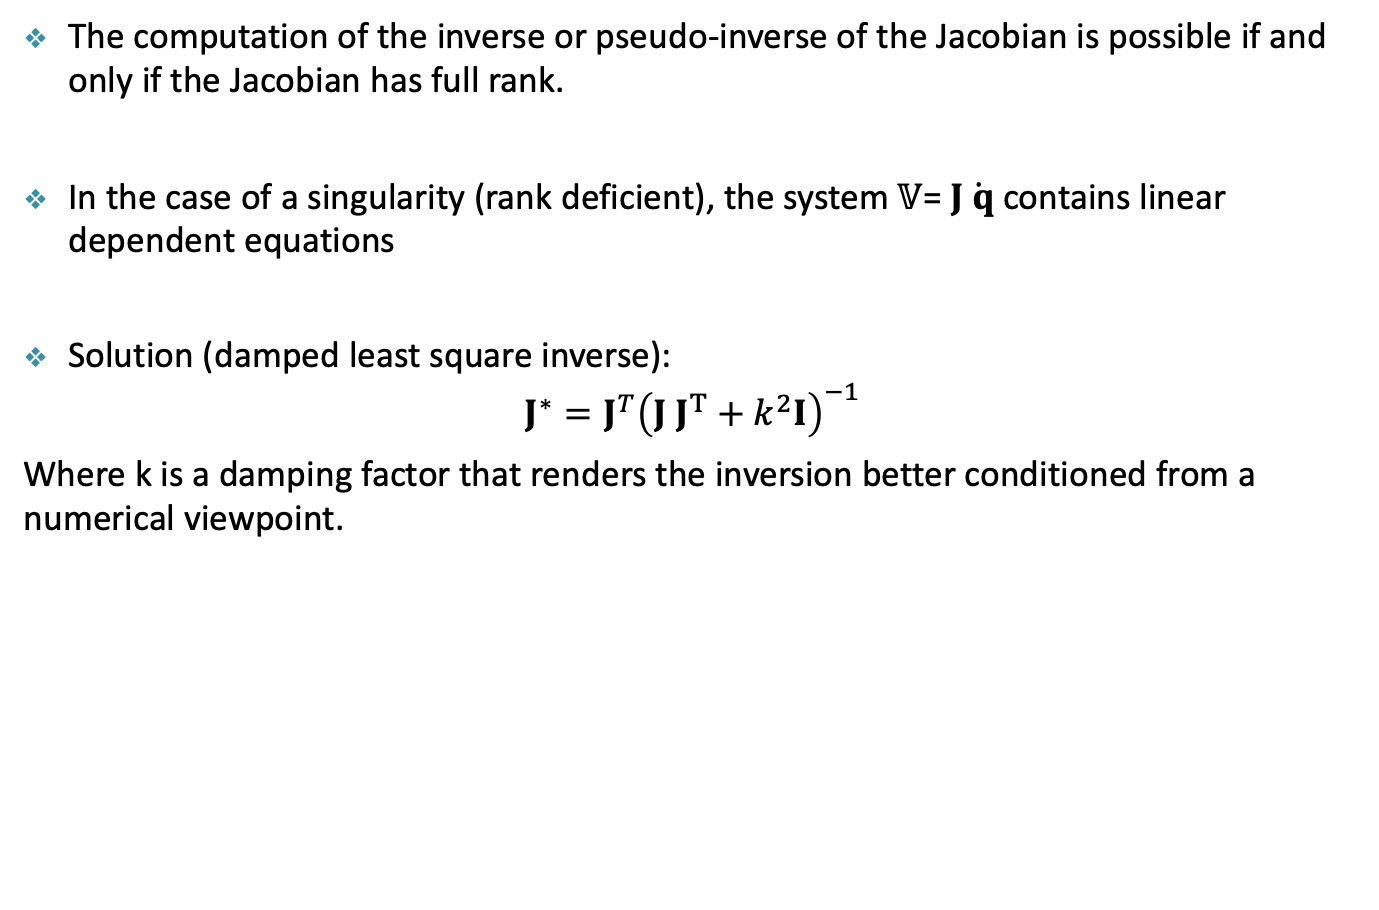 ❖ The computation of the inverse or pseudo-inverse of the Jacobian is possible if and
only if the Jacobian has full rank.
❖ In the case of a singularity (rank deficient), the system 𝕍= 𝐉 𝐪̇ contains linear
dependent equations
❖ Solution (damped least square inverse):
𝐉* = 𝐉ᵀ(𝐉 𝐉ᵀ + k²𝐈)⁻¹
Where k is a damping factor that renders the inversion better conditioned from a
numerical viewpoint.